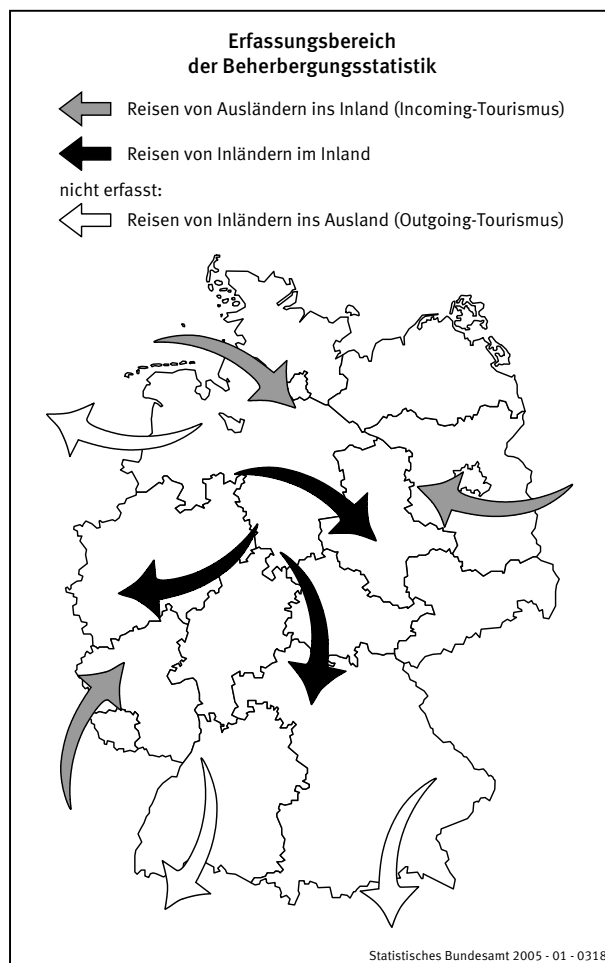 Erfassungsbereich
der Beherbergungsstatistik
Reisen von Ausländern ins Inland (Incoming-Tourismus)
Reisen von Inländern im Inland
nicht erfasst:
Reisen von Inländern ins Ausland (Outgoing-Tourismus)
Statistisches Bundesamt 2005 - 01 - 0318